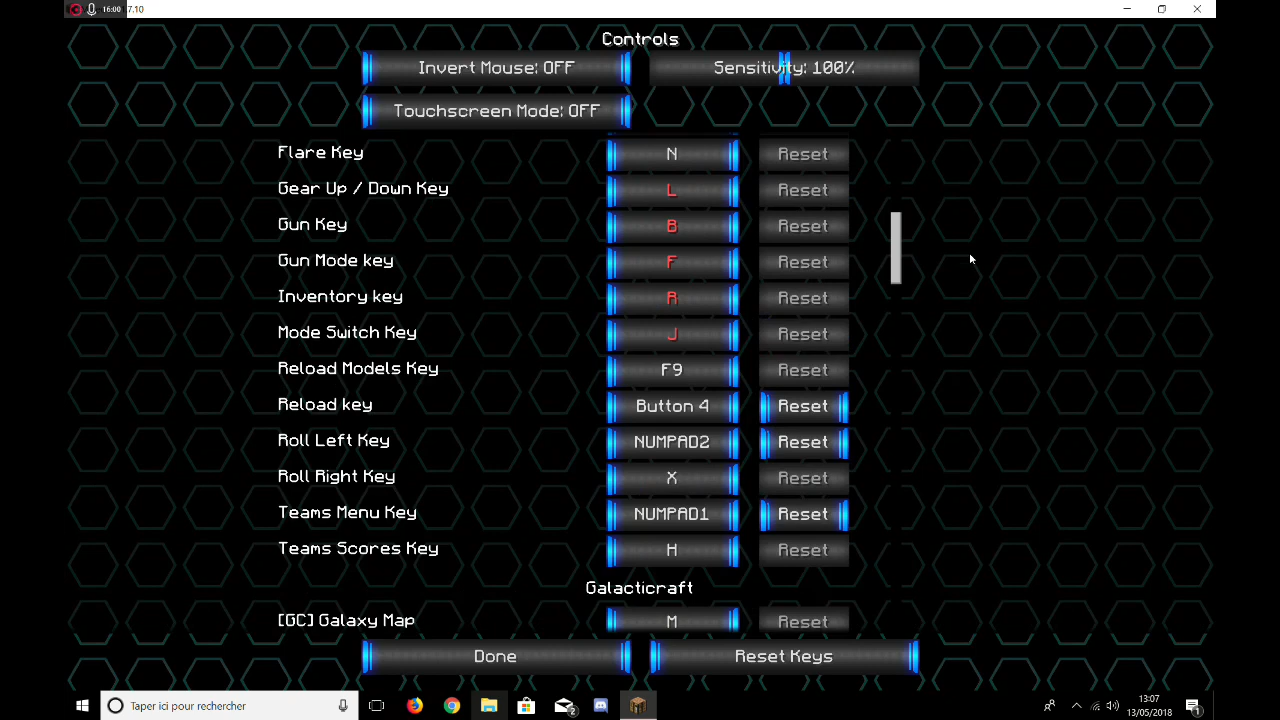 16:00 7.10
Controls
Invert Mouse: OFF Sensitivity: 100%
Touchscreen Mode: OFF
Flare Key N Reset
Gear Up / Down Key L Reset
Gun Key B Reset
Gun Mode key F Reset
Inventory key R Reset
Mode Switch Key J Reset
Reload Models Key F9 Reset
Reload key Button 4 Reset
Roll Left Key NUMPAD2 Reset
Roll Right Key X Reset
Teams Menu Key NUMPAD1 Reset
Teams Scores Key H Reset
Galacticraft
[GC] Galaxy Map M Reset
Done Reset Keys
Taper ici pour rechercher 2 13:07
13/05/2018 1